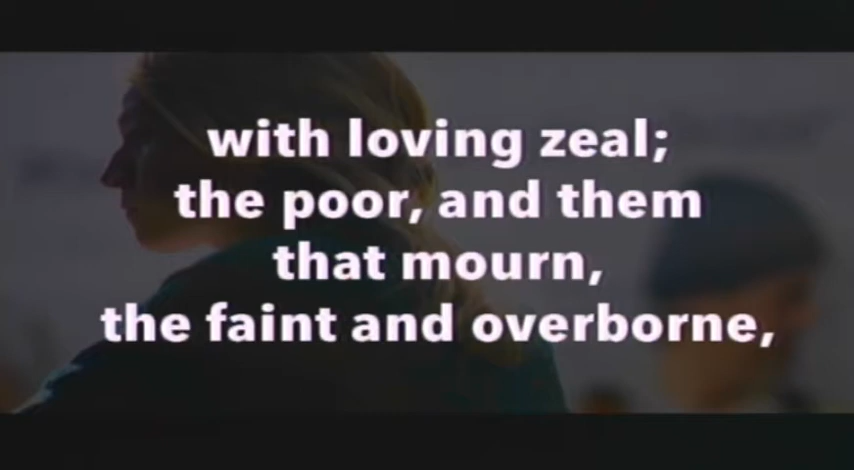 with loving zeal;
the poor, and them
that mourn,
the faint and overborne,